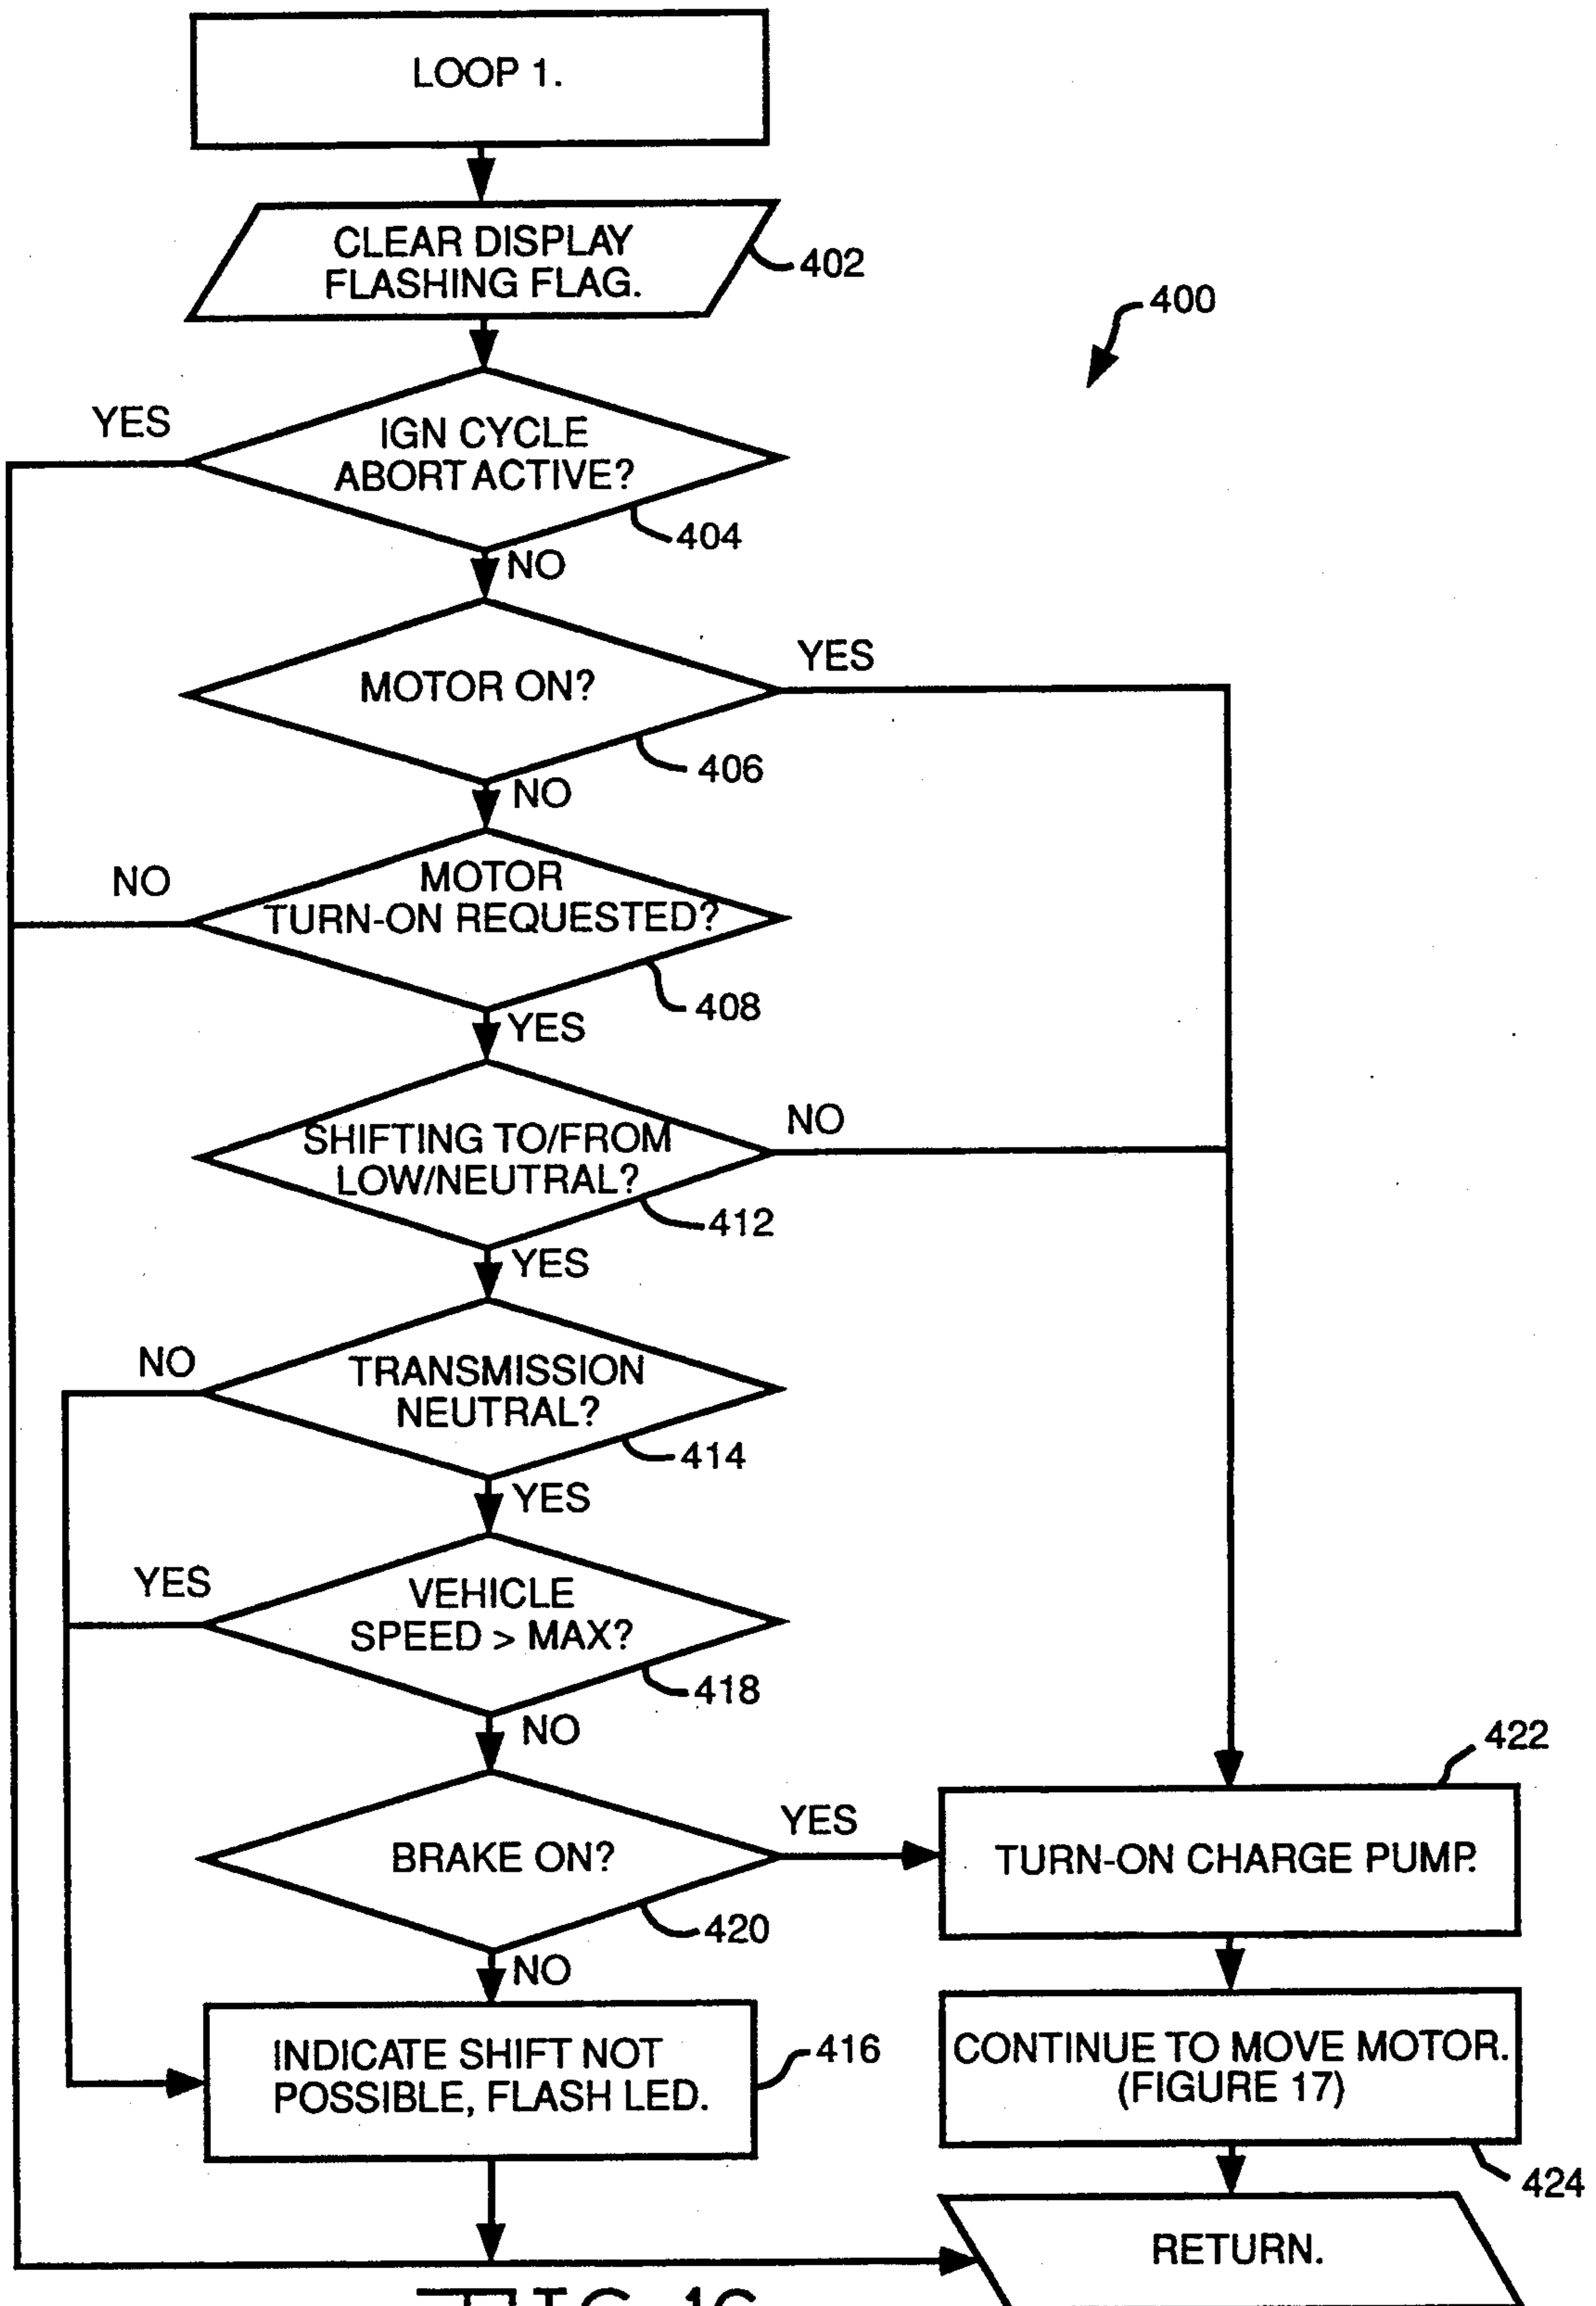 LOOP 1.
CLEAR DISPLAY
FLASHING FLAG.
402
400
YES
IGN CYCLE
ABORT ACTIVE?
404
NO
YES
MOTOR ON?
406
NO
NO
MOTOR
TURN-ON REQUESTED?
408
YES
SHIFTING TO/FROM
LOW/NEUTRAL?
NO
412
YES
NO
TRANSMISSION
NEUTRAL?
414
YES
YES
VEHICLE
SPEED > MAX?
418
NO
422
YES
BRAKE ON?
TURN-ON CHARGE PUMP.
420
NO
INDICATE SHIFT NOT
POSSIBLE, FLASH LED.
416
CONTINUE TO MOVE MOTOR.
(FIGURE 17)
424
RETURN.